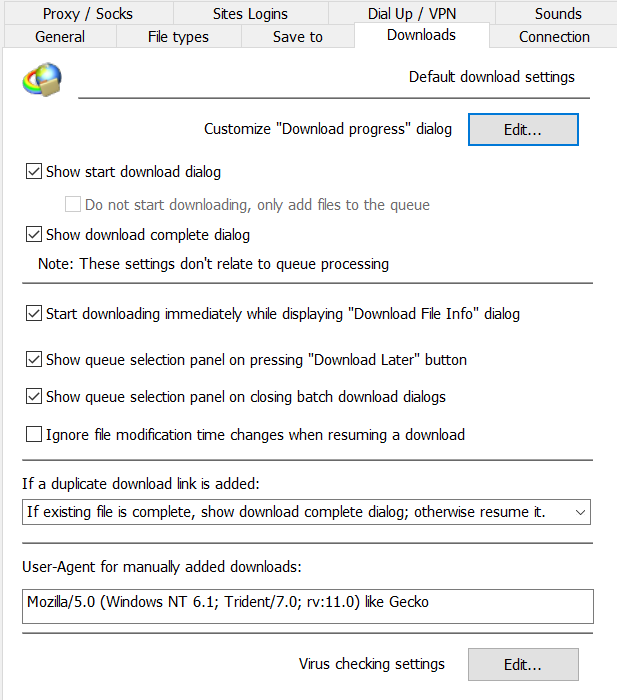 Proxy / Socks
Sites Logins
Dial Up / VPN
Sounds
General
File types
Save to
Downloads
Connection
Default download settings
Customize "Download progress" dialog
Edit...
Show start download dialog
Do not start downloading, only add files to the queue
Show download complete dialog
Note: These settings don't relate to queue processing
Start downloading immediately while displaying "Download File Info" dialog
Show queue selection panel on pressing "Download Later" button
Show queue selection panel on closing batch download dialogs
Ignore file modification time changes when resuming a download
If a duplicate download link is added:
If existing file is complete, show download complete dialog; otherwise resume it.
User-Agent for manually added downloads:
Mozilla/5.0 (Windows NT 6.1; Trident/7.0; rv:11.0) like Gecko
Virus checking settings
Edit...